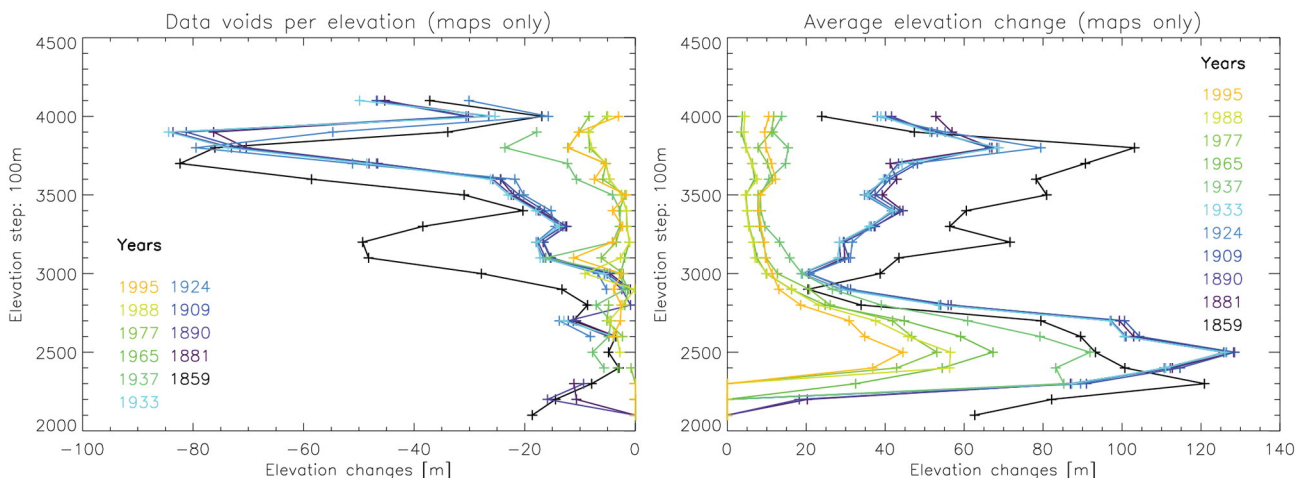 Data voids per elevation (maps only)
Elevation step: 100m
4500
4000
3500
3000
2500
2000
Years
1995 1924
1988 1909
1977 1890
1965 1881
1937 1859
1933
−100 −80 −60 −40 −20 0
Elevation changes [m]
Average elevation change (maps only)
Elevation step: 100m
4500
4000
3500
3000
2500
2000
Years
1995
1988
1977
1965
1937
1933
1924
1909
1890
1881
1859
0 20 40 60 80 100 120 140
Elevation changes [m]